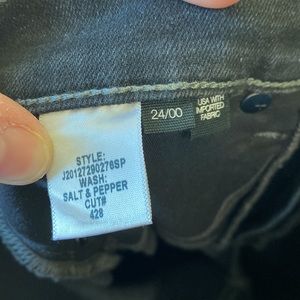 STYLE:
J20127290276SP
WASH:
SALT & PEPPER
CUT#
428
24/00
USA WITH
IMPORTED
FABRIC